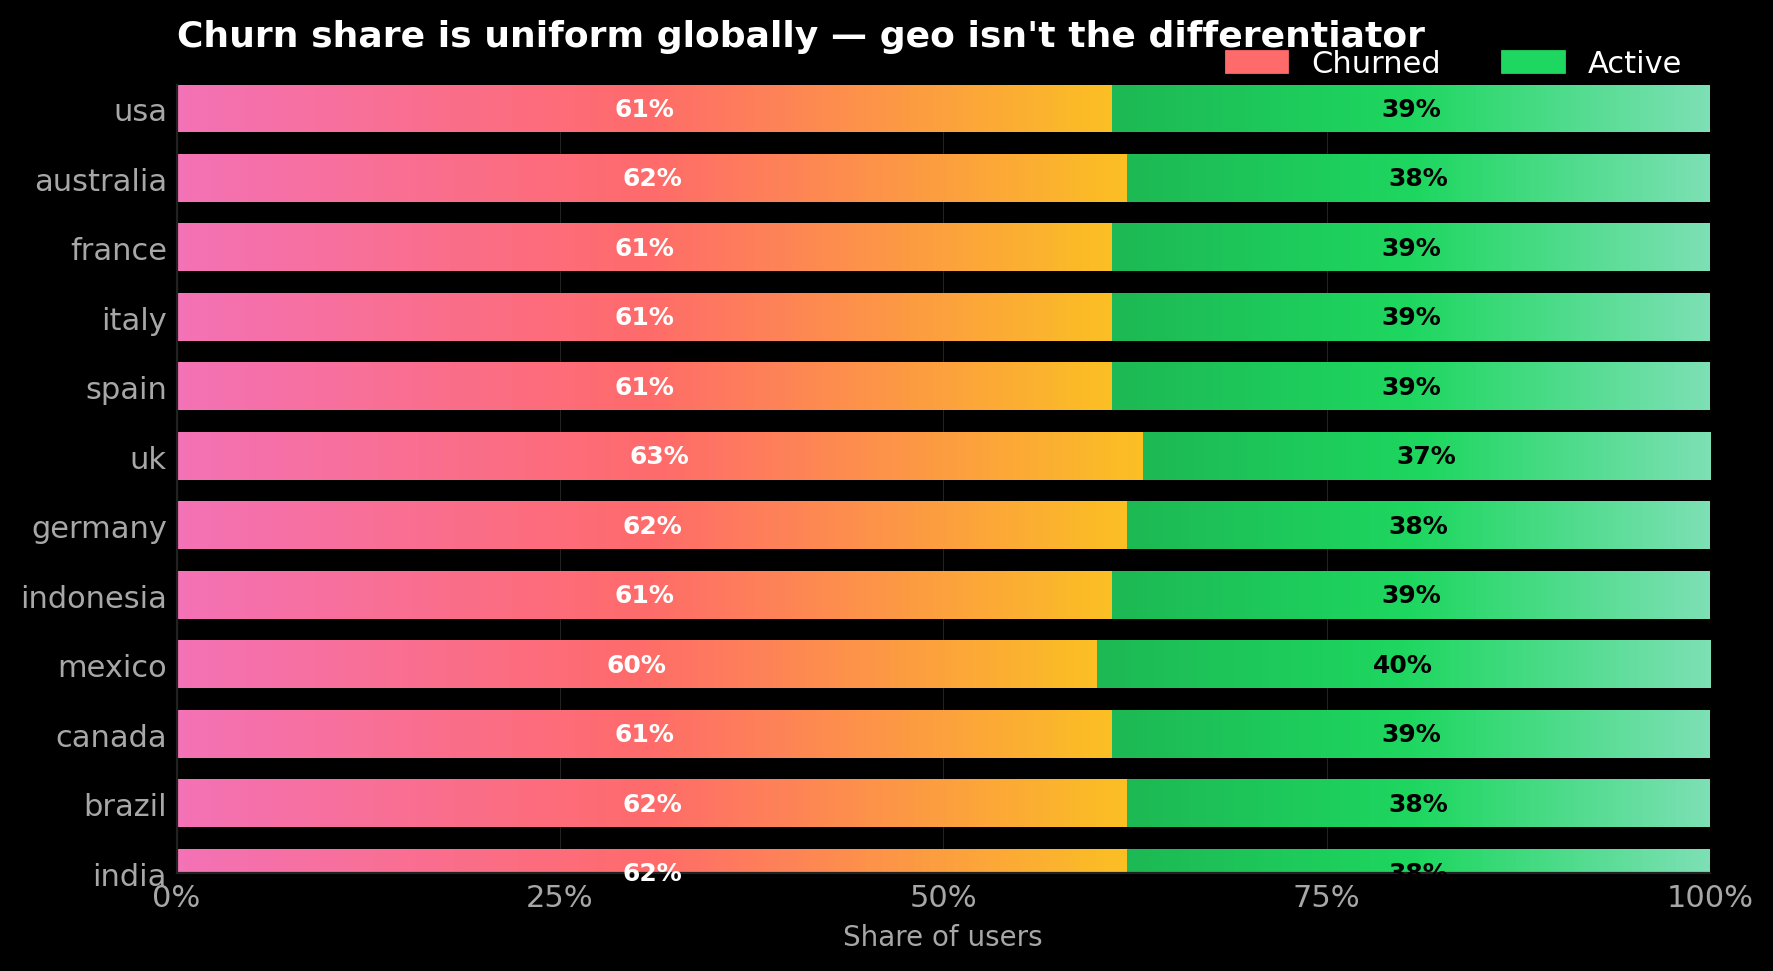 Churn share is uniform globally — geo isn't the differentiator
Churned Active
usa 61% 39%
australia 62% 38%
france 61% 39%
italy 61% 39%
spain 61% 39%
uk 63% 37%
germany 62% 38%
indonesia 61% 39%
mexico 60% 40%
canada 61% 39%
brazil 62% 38%
india 62% 38%
0% 25% 50% 75% 100%
Share of users